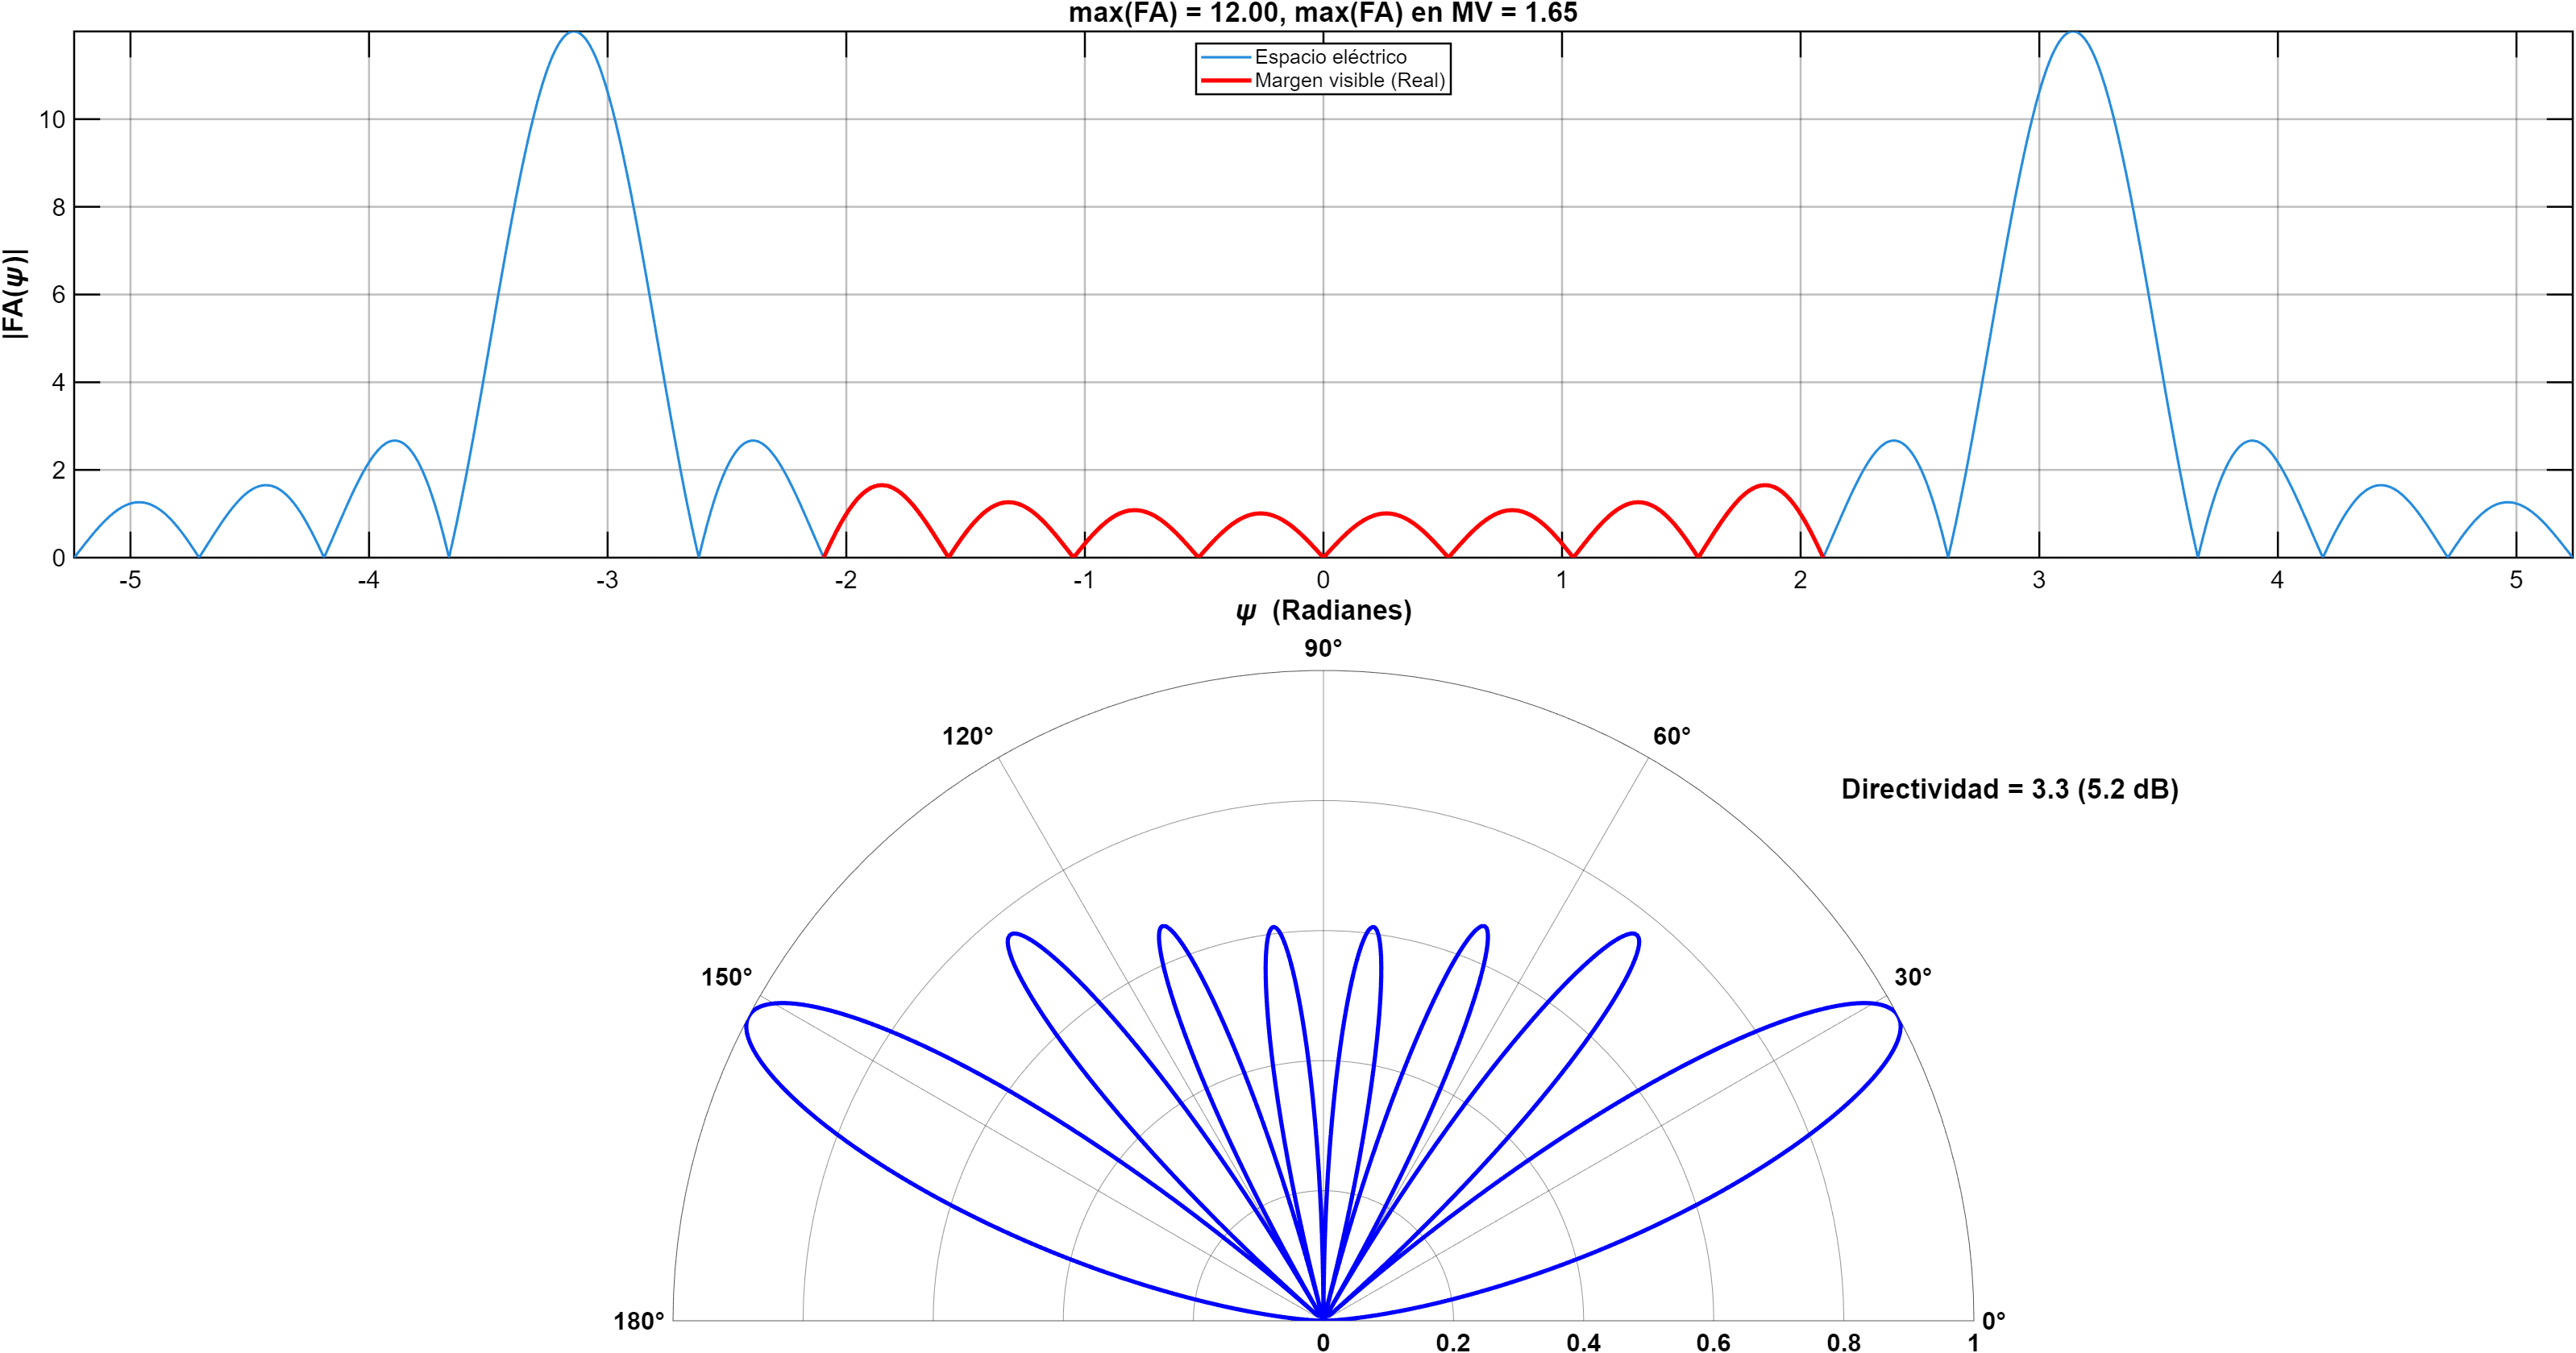 max(FA) = 12.00, max(FA) en MV = 1.65
Espacio eléctrico
Margen visible (Real)
|FA(ψ)|
10
8
6
4
2
0
-5 -4 -3 -2 -1 0 1 2 3 4 5
ψ (Radianes)
90°
120° 60°
Directividad = 3.3 (5.2 dB)
150° 30°
180° 0°
0 0.2 0.4 0.6 0.8 1